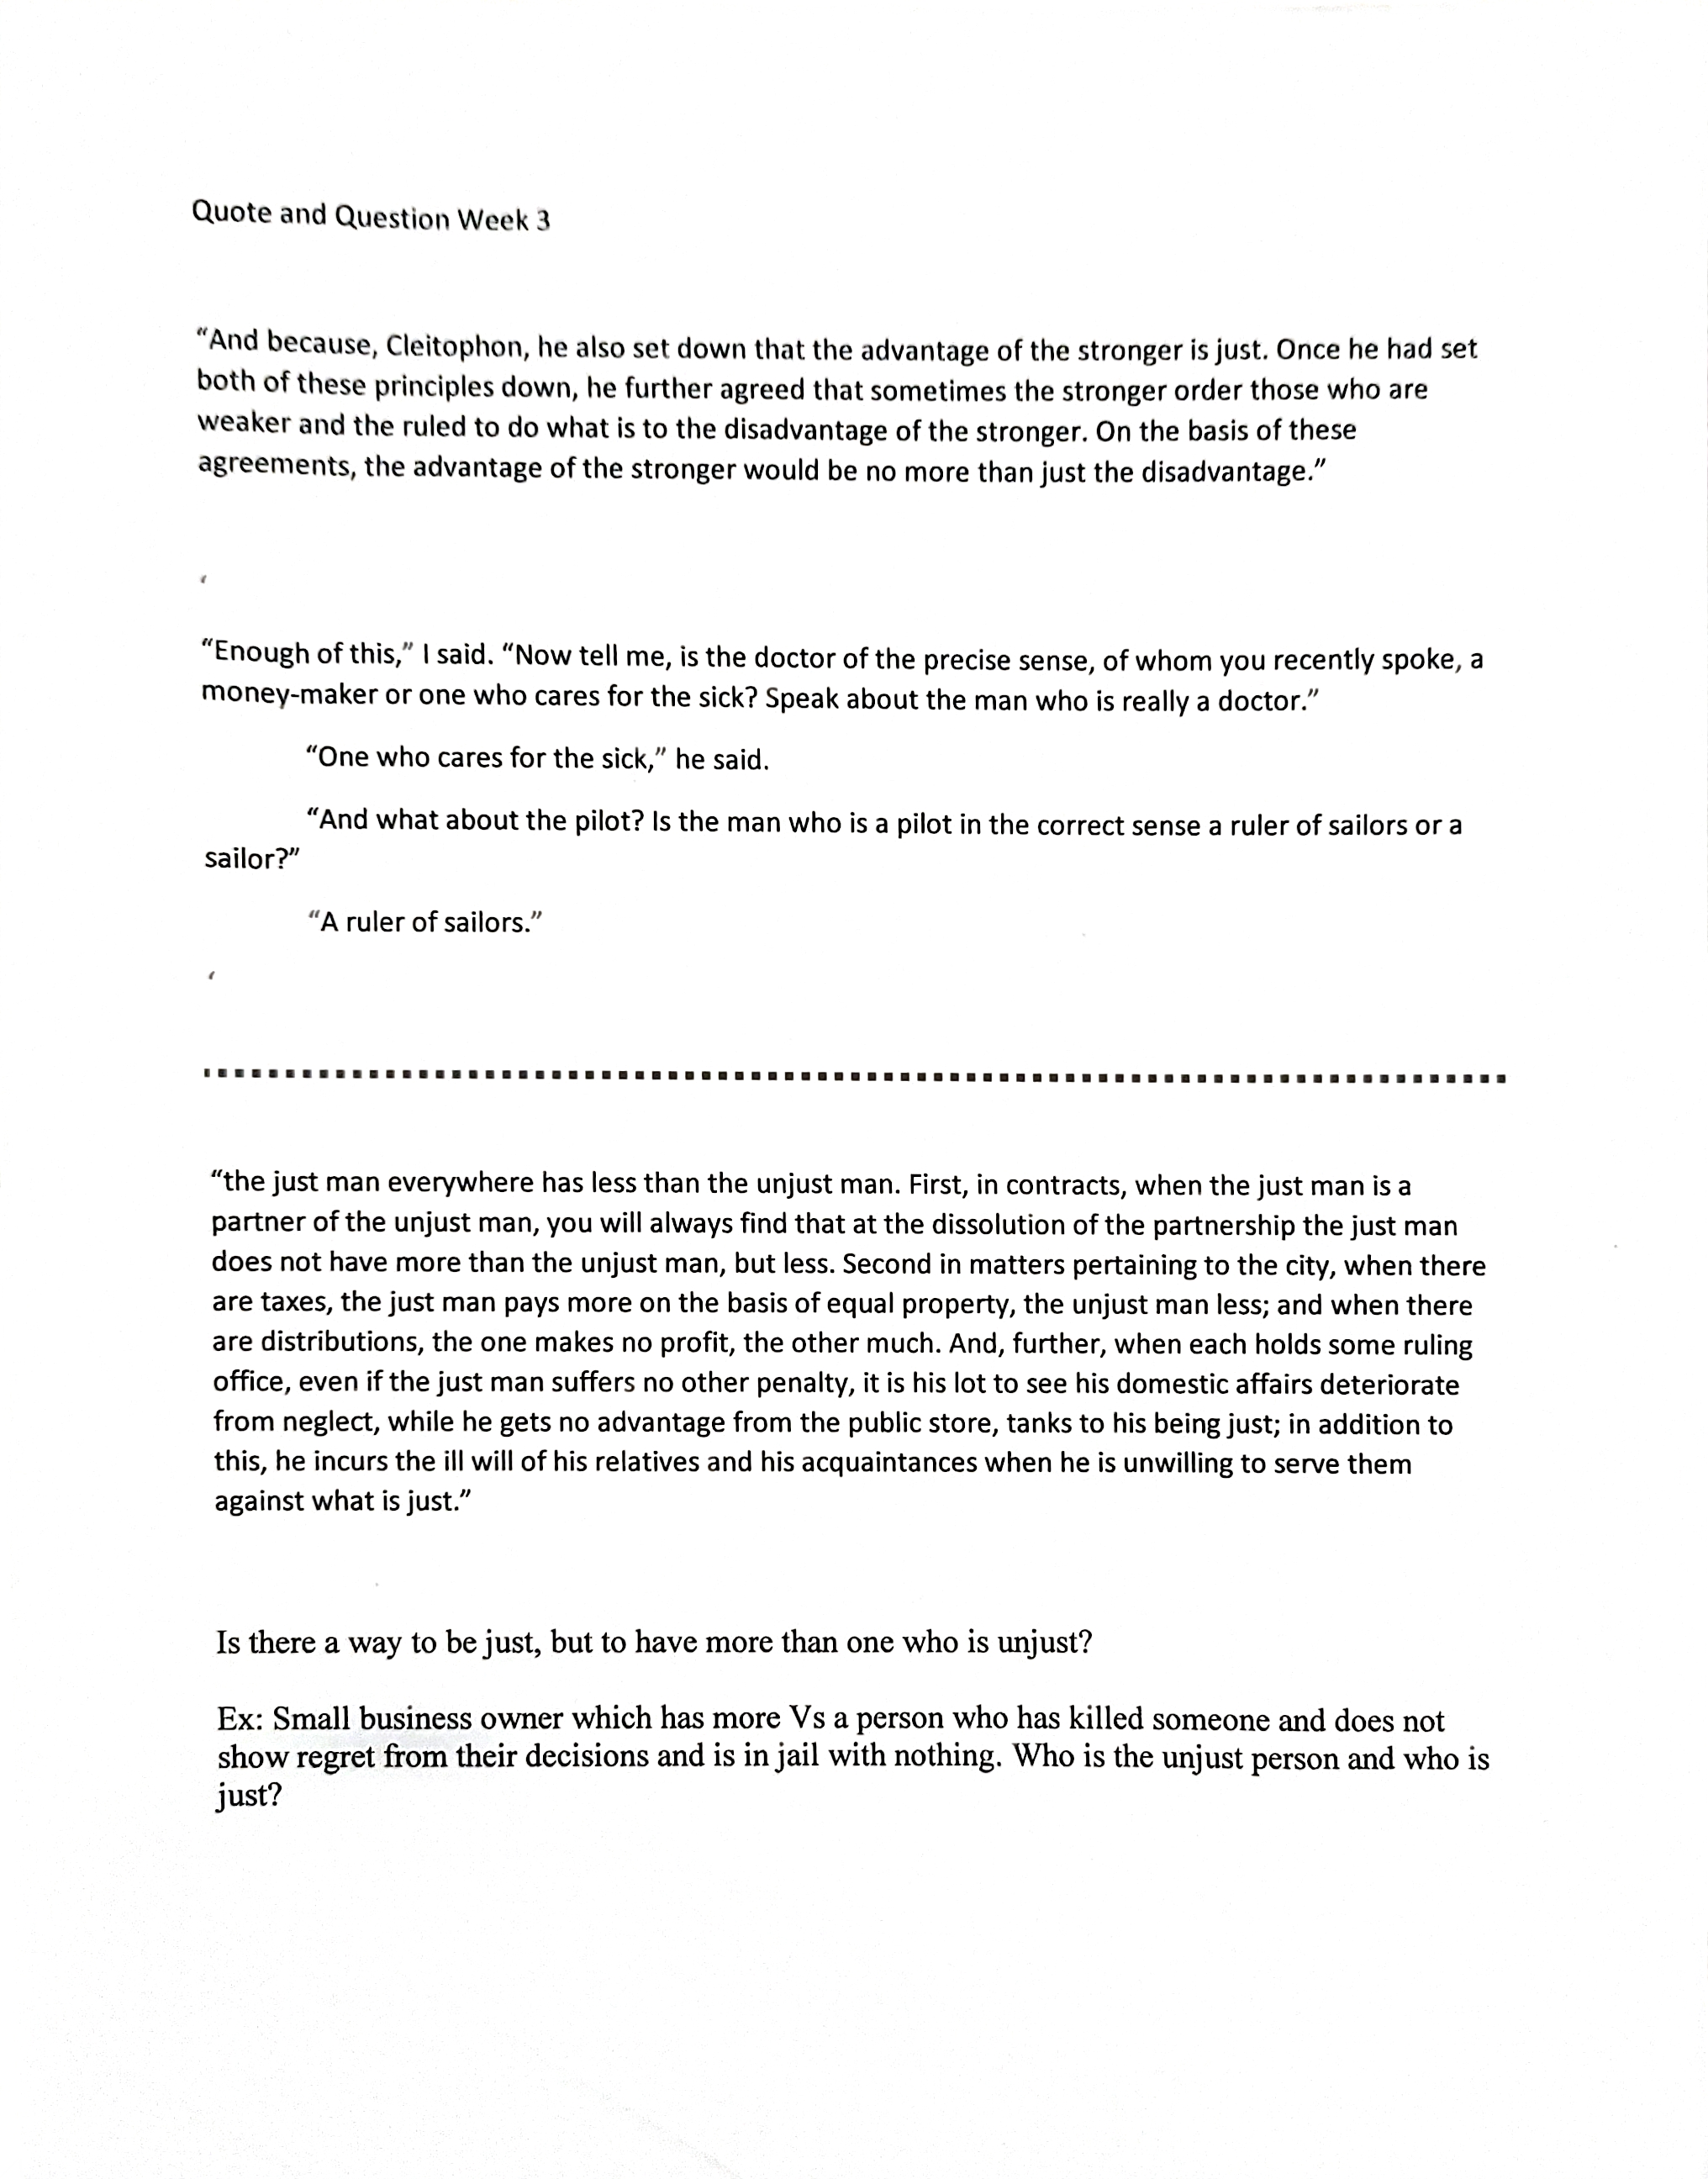 Quote and Question Week 3
“And because, Cleitophon, he also set down that the advantage of the stronger is just. Once he had set
both of these principles down, he further agreed that sometimes the stronger order those who are
weaker and the ruled to do what is to the disadvantage of the stronger. On the basis of these
agreements, the advantage of the stronger would be no more than just the disadvantage.”
‘
“Enough of this,” I said. “Now tell me, is the doctor of the precise sense, of whom you recently spoke, a
money-maker or one who cares for the sick? Speak about the man who is really a doctor.”
“One who cares for the sick,” he said.
“And what about the pilot? Is the man who is a pilot in the correct sense a ruler of sailors or a
sailor?”
“A ruler of sailors.”
‘
“the just man everywhere has less than the unjust man. First, in contracts, when the just man is a
partner of the unjust man, you will always find that at the dissolution of the partnership the just man
does not have more than the unjust man, but less. Second in matters pertaining to the city, when there
are taxes, the just man pays more on the basis of equal property, the unjust man less; and when there
are distributions, the one makes no profit, the other much. And, further, when each holds some ruling
office, even if the just man suffers no other penalty, it is his lot to see his domestic affairs deteriorate
from neglect, while he gets no advantage from the public store, tanks to his being just; in addition to
this, he incurs the ill will of his relatives and his acquaintances when he is unwilling to serve them
against what is just.”
Is there a way to be just, but to have more than one who is unjust?
Ex: Small business owner which has more Vs a person who has killed someone and does not
show regret from their decisions and is in jail with nothing. Who is the unjust person and who is
just?